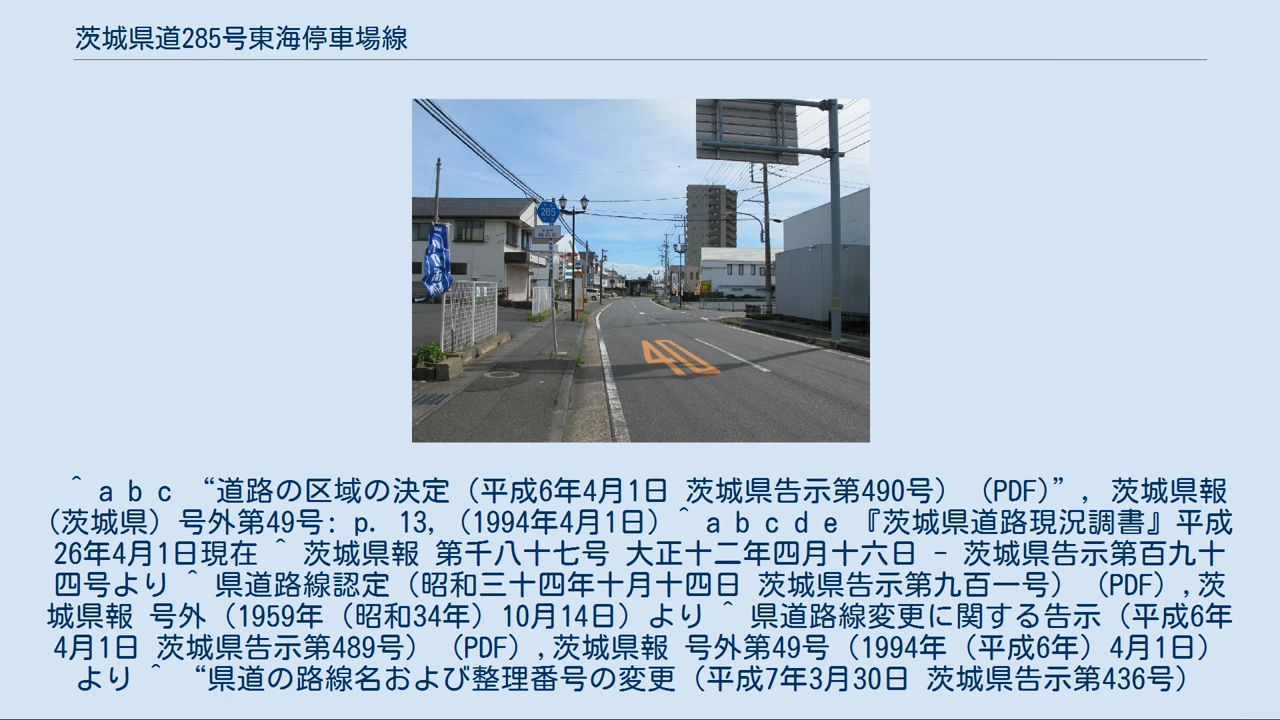 茨城県道285号東海停車場線
285
40
＾ a b c “道路の区域の決定（平成6年4月1日 茨城県告示第490号）（PDF）”, 茨城県報
（茨城県）号外第49号: p. 13,（1994年4月1日）＾ a b c d e 『茨城県道路現況調書』平成
26年4月1日現在 ＾ 茨城県報 第千八十七号 大正十二年四月十六日 - 茨城県告示第百九十
四号より ＾ 県道路線認定（昭和三十四年十月十四日 茨城県告示第九百一号）（PDF）,茨
城県報 号外（1959年（昭和34年）10月14日）より ＾ 県道路線変更に関する告示（平成6年
4月1日 茨城県告示第489号）（PDF）,茨城県報 号外第49号（1994年（平成6年）4月1日）
より ＾ “県道の路線名および整理番号の変更（平成7年3月30日 茨城県告示第436号）